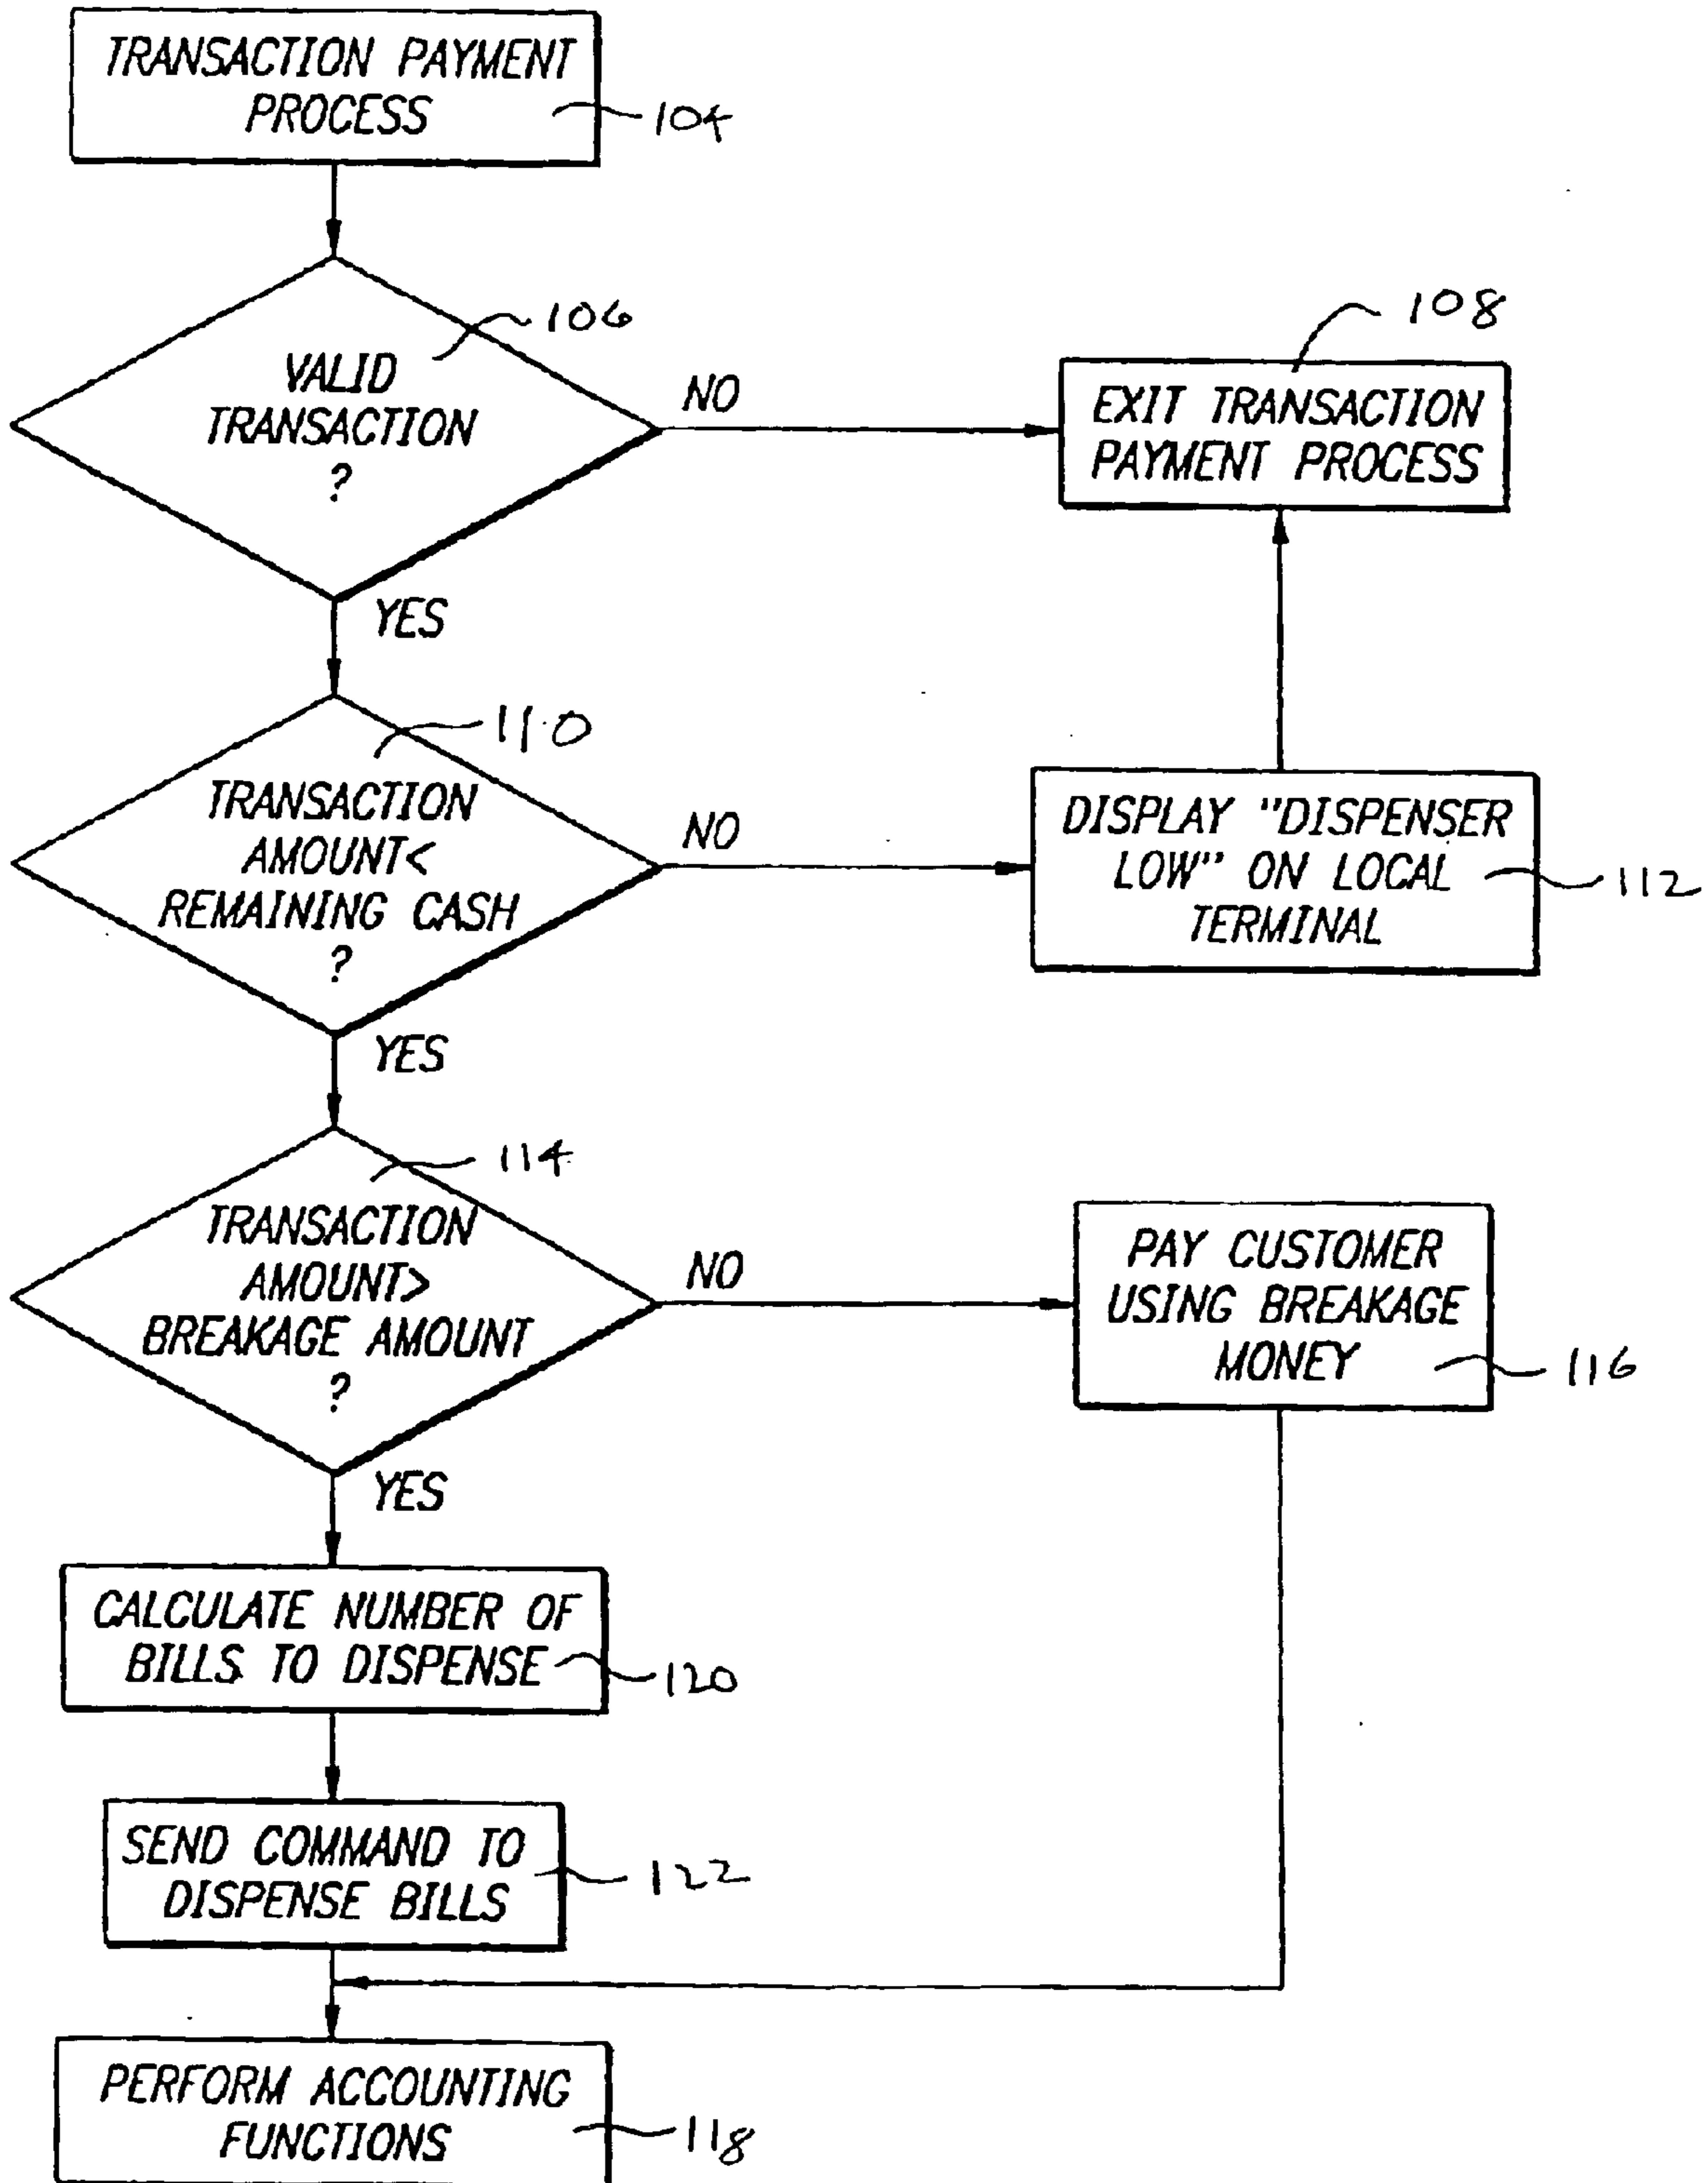 TRANSACTION PAYMENT
PROCESS
104
106
VALID
TRANSACTION
?
NO
108
EXIT TRANSACTION
PAYMENT PROCESS
YES
110
TRANSACTION
AMOUNT<
REMAINING CASH
?
NO
DISPLAY "DISPENSER
LOW" ON LOCAL
TERMINAL
112
YES
114
TRANSACTION
AMOUNT>
BREAKAGE AMOUNT
?
NO
PAY CUSTOMER
USING BREAKAGE
MONEY
116
YES
CALCULATE NUMBER OF
BILLS TO DISPENSE
120
SEND COMMAND TO
DISPENSE BILLS
122
PERFORM ACCOUNTING
FUNCTIONS
118